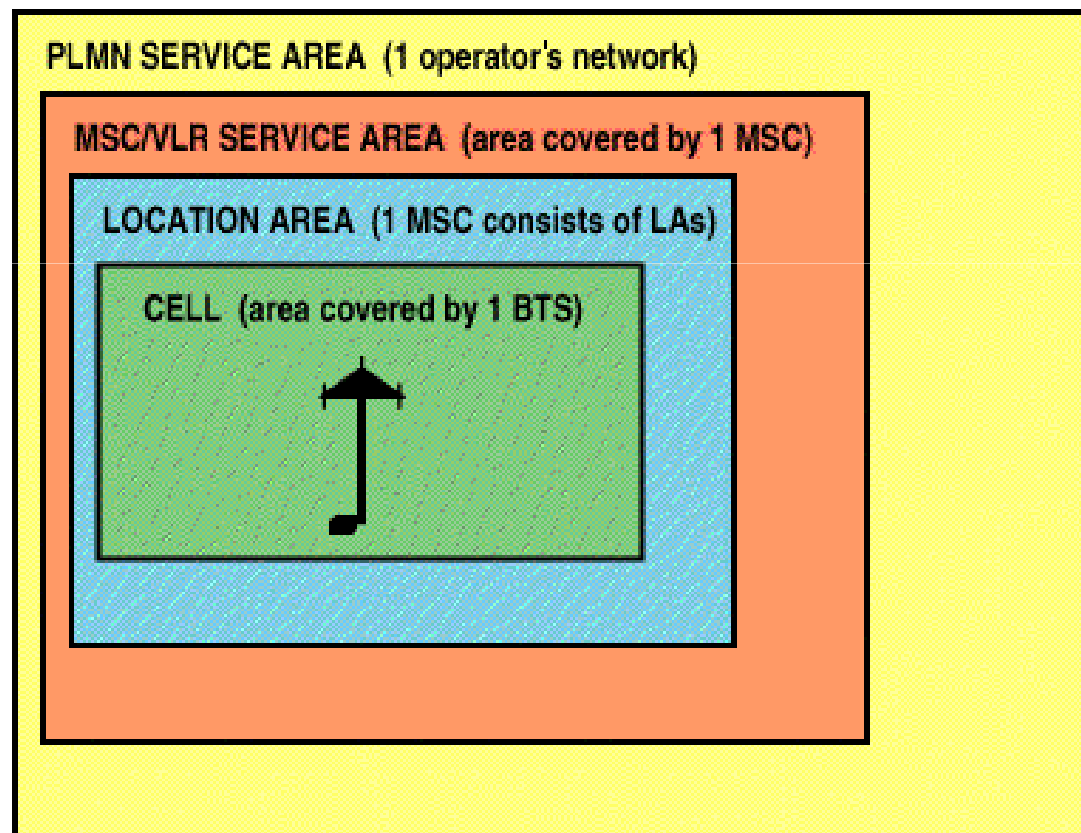 PLMN SERVICE AREA (1 operator's network)
MSC/VLR SERVICE AREA (area covered by 1 MSC)
LOCATION AREA (1 MSC consists of LAs)
CELL (area covered by 1 BTS)